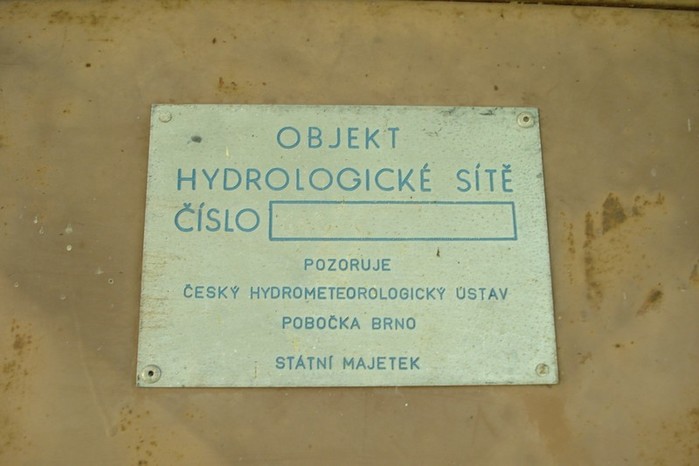 OBJEKT
HYDROLOGICKÉ SÍTĚ
ČÍSLO
POZORUJE
ČESKÝ HYDROMETEOROLOGICKÝ ÚSTAV
POBOČKA BRNO
STÁTNÍ MAJETEK